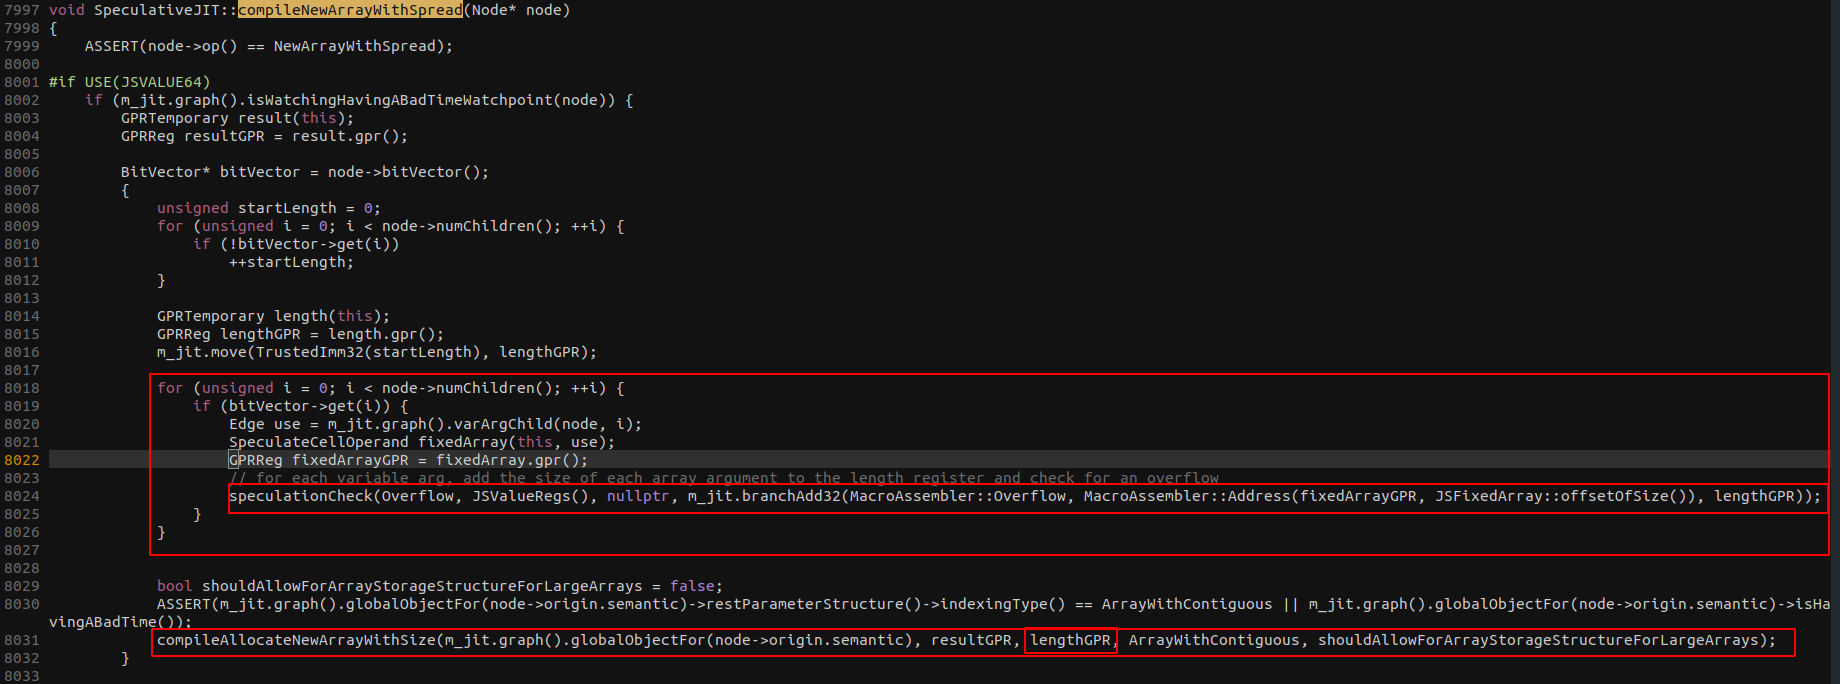 7997 void SpeculativeJIT::compileNewArrayWithSpread(Node* node)
7998 {
7999     ASSERT(node->op() == NewArrayWithSpread);
8000
8001 #if USE(JSVALUE64)
8002     if (m_jit.graph().isWatchingHavingABadTimeWatchpoint(node)) {
8003         GPRTemporary result(this);
8004         GPRReg resultGPR = result.gpr();
8005
8006         BitVector* bitVector = node->bitVector();
8007         {
8008             unsigned startLength = 0;
8009             for (unsigned i = 0; i < node->numChildren(); ++i) {
8010                 if (!bitVector->get(i))
8011                     ++startLength;
8012             }
8013
8014             GPRTemporary length(this);
8015             GPRReg lengthGPR = length.gpr();
8016             m_jit.move(TrustedImm32(startLength), lengthGPR);
8017
8018             for (unsigned i = 0; i < node->numChildren(); ++i) {
8019                 if (bitVector->get(i)) {
8020                     Edge use = m_jit.graph().varArgChild(node, i);
8021                     SpeculateCellOperand fixedArray(this, use);
8022                     GPRReg fixedArrayGPR = fixedArray.gpr();
8023                     // for each variable arg, add the size of each array argument to the length register and check for an overflow
8024                     speculationCheck(Overflow, JSValueRegs(), nullptr, m_jit.branchAdd32(MacroAssembler::Overflow, MacroAssembler::Address(fixedArrayGPR, JSFixedArray::offsetOfSize()), lengthGPR));
8025                 }
8026             }
8027
8028
8029             bool shouldAllowForArrayStorageStructureForLargeArrays = false;
8030             ASSERT(m_jit.graph().globalObjectFor(node->origin.semantic)->restParameterStructure()->indexingType() == ArrayWithContiguous || m_jit.graph().globalObjectFor(node->origin.semantic)->isHa
vingABadTime());
8031             compileAllocateNewArrayWithSize(m_jit.graph().globalObjectFor(node->origin.semantic), resultGPR, lengthGPR, ArrayWithContiguous, shouldAllowForArrayStorageStructureForLargeArrays);
8032         }
8033